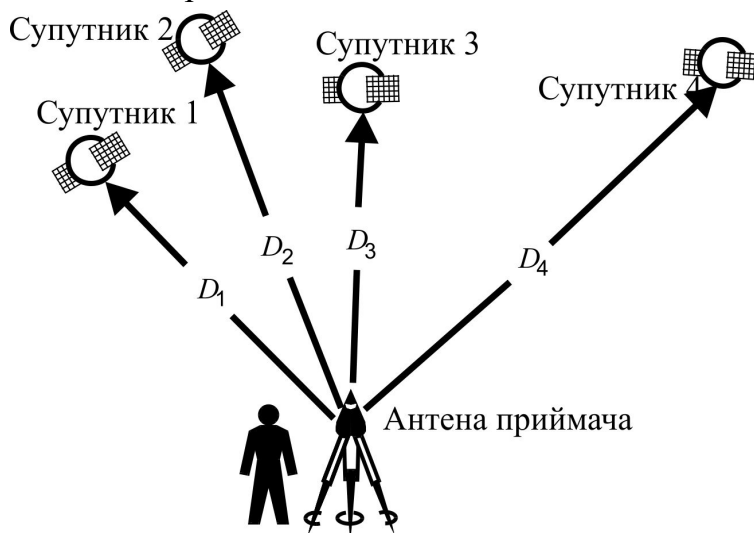 Супутник 2
Супутник 3
Супутник 4
Супутник 1
D2
D3
D4
D1
Антена приймача